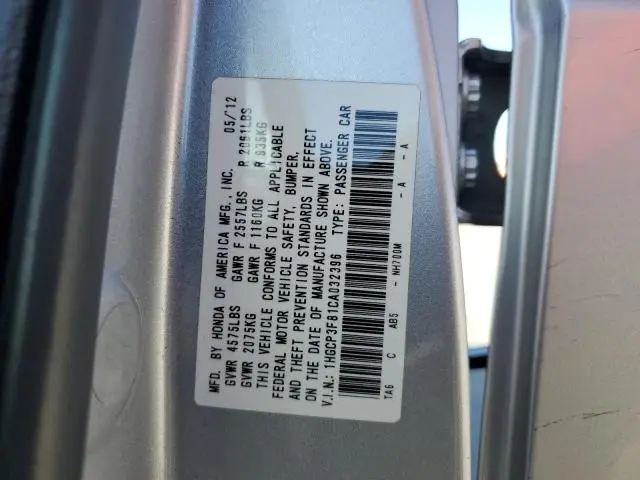 MFD. BY HONDA OF AMERICA MFG., INC. 05/12
GVWR 4575LBS GAWR F 2557LBS R 2051LBS
GVWR 2075KG GAWR F 1160KG R 935KG
THIS VEHICLE CONFORMS TO ALL APPLICABLE
FEDERAL MOTOR VEHICLE SAFETY, BUMPER,
AND THEFT PREVENTION STANDARDS IN EFFECT
ON THE DATE OF MANUFACTURE SHOWN ABOVE.
V.I.N.: 1HGCP3F81CA032396 TYPE: PASSENGER CAR
TA6 C AB5 - NH700M - A - A